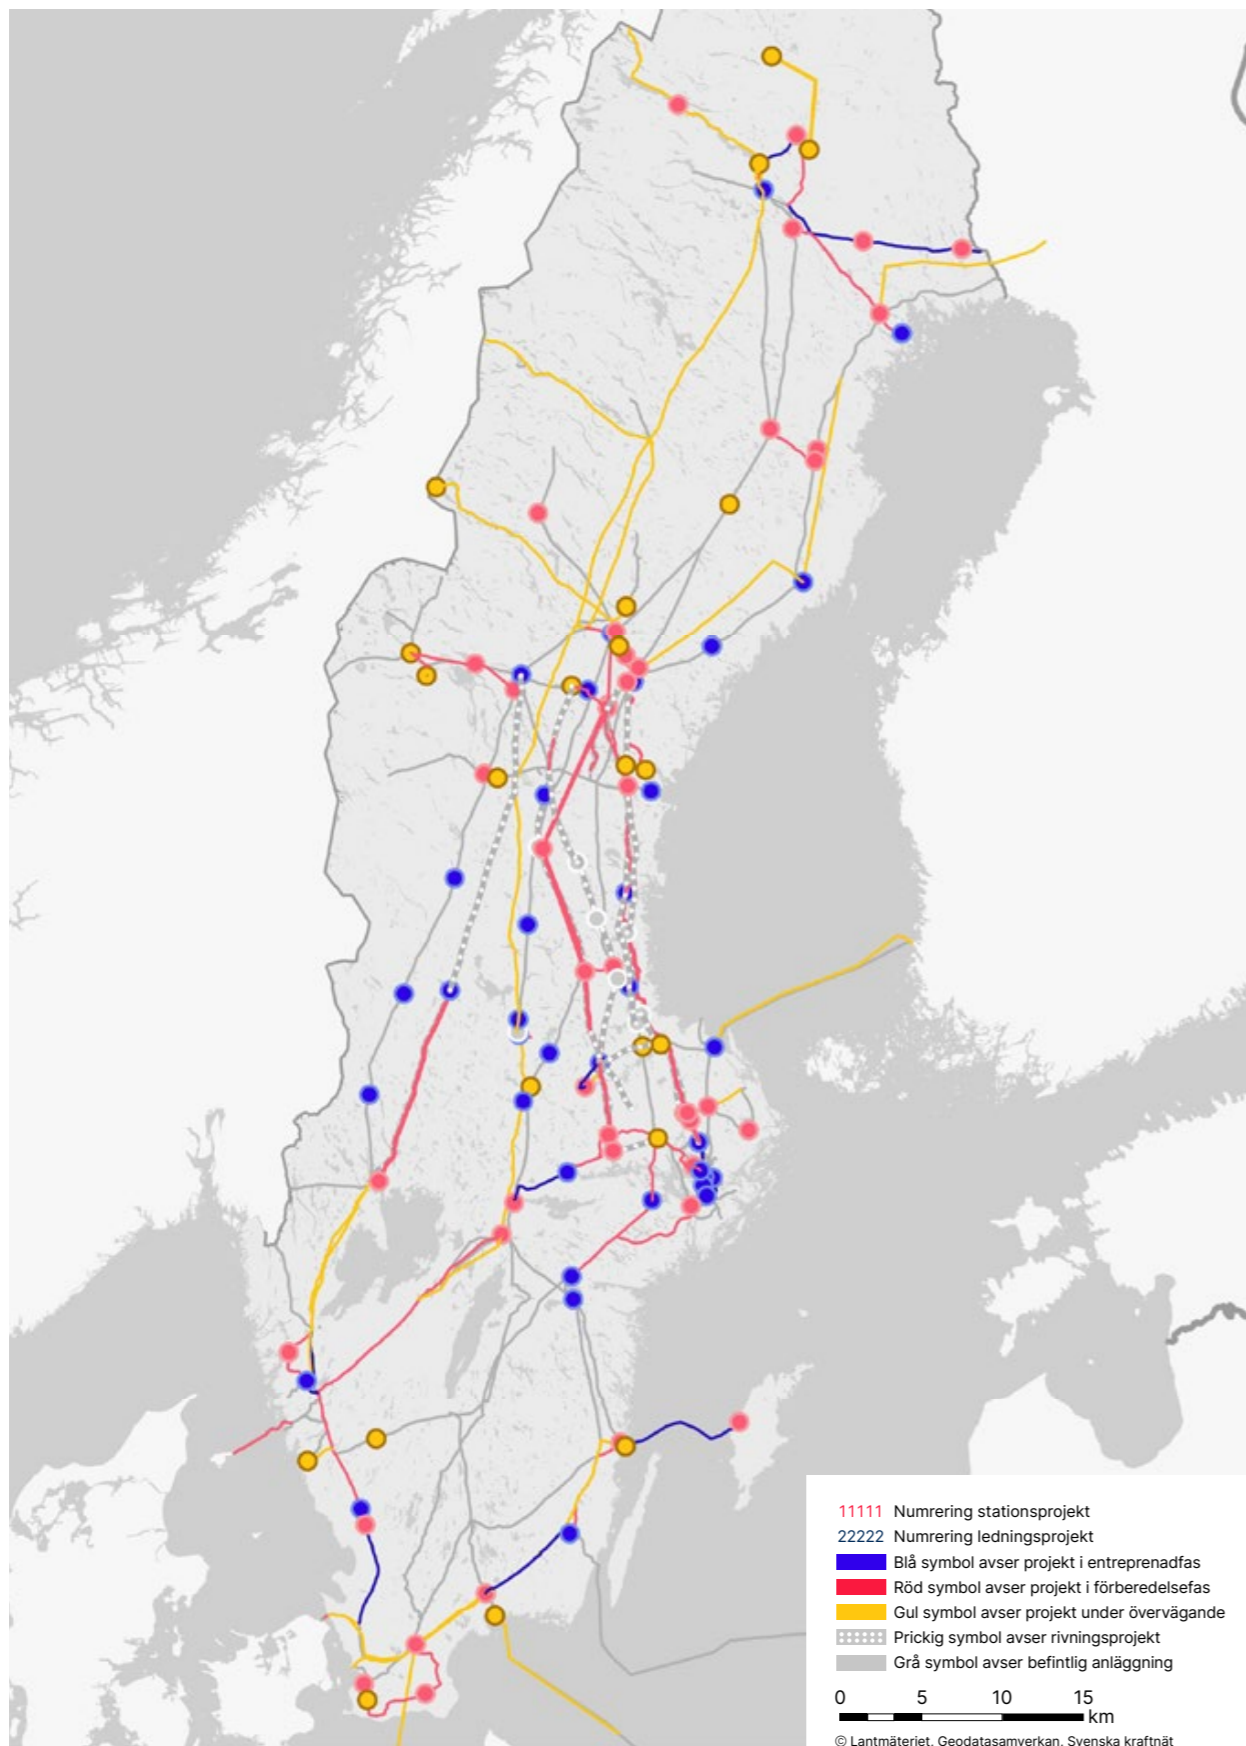 11111 Numrering stationsprojekt
22222 Numrering ledningsprojekt
Blå symbol avser projekt i entreprenadfas
Röd symbol avser projekt i förberedelsefas
Gul symbol avser projekt under övervägande
Prickig symbol avser rivningsprojekt
Grå symbol avser befintlig anläggning
0 5 10 15
km
© Lantmäteriet, Geodatasamverkan, Svenska kraftnät